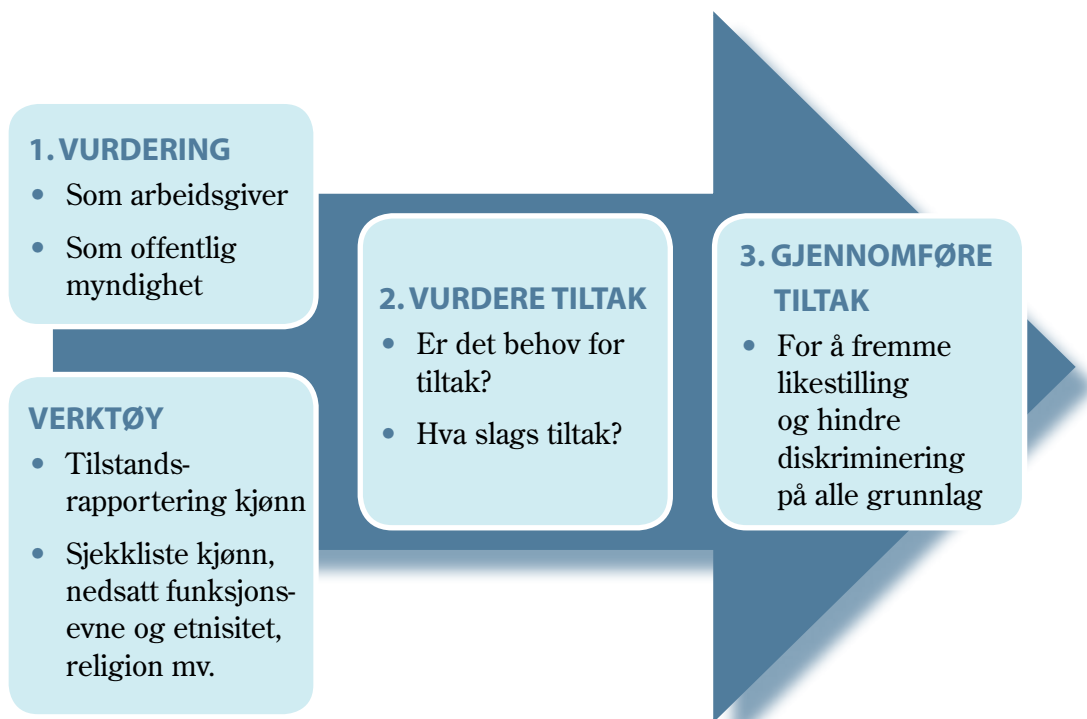 1. VURDERING
• Som arbeidsgiver
• Som offentlig
myndighet
VERKTØY
• Tilstands-
rapportering kjønn
• Sjekkliste kjønn,
nedsatt funksjons-
evne og etnisitet,
religion mv.
2. VURDERE TILTAK
• Er det behov for
tiltak?
• Hva slags tiltak?
3. GJENNOMFØRE
TILTAK
• For å fremme
likestilling
og hindre
diskriminering
på alle grunnlag